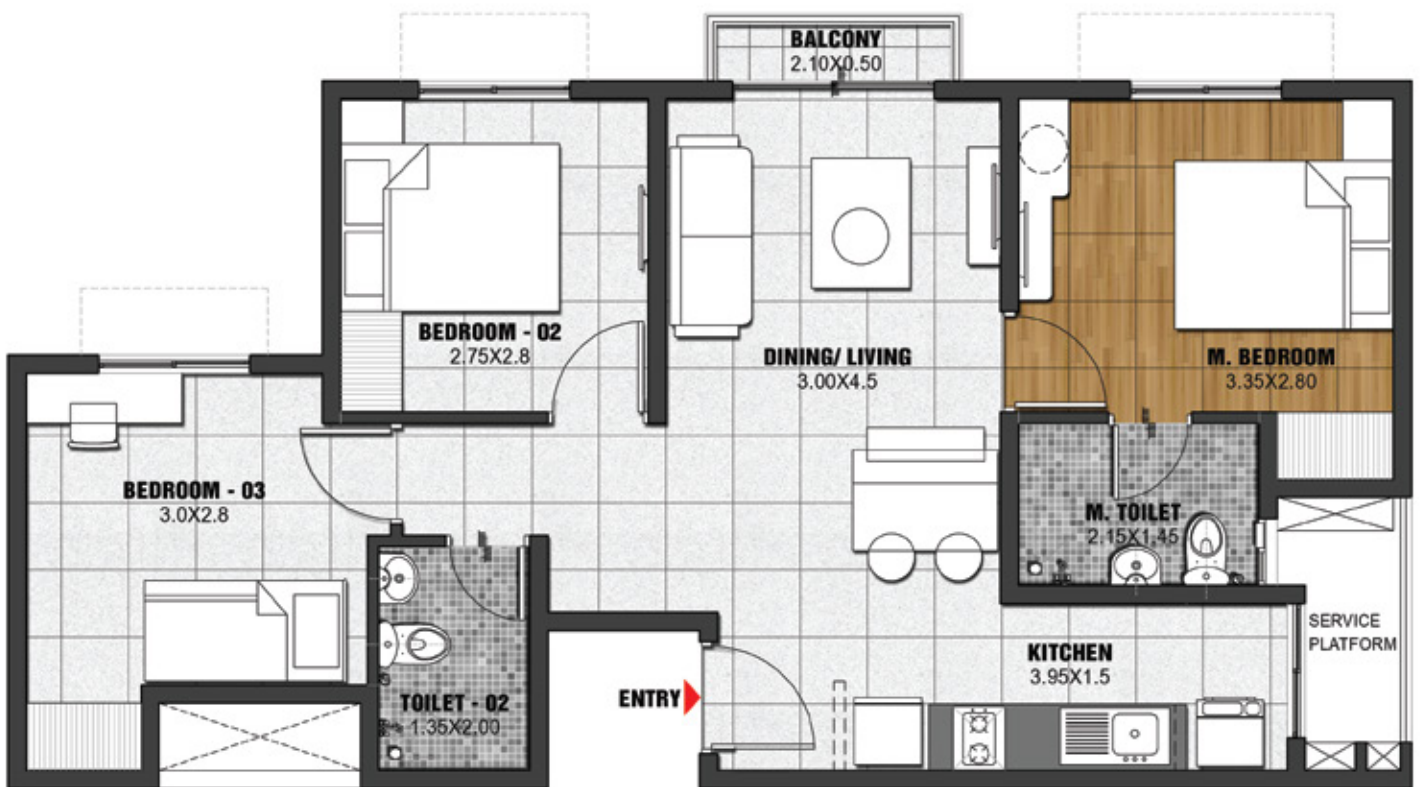 BALCONY
2.10X0.50
BEDROOM - 02
2.75X2.8
DINING/ LIVING
3.00X4.5
M. BEDROOM
3.35X2.80
BEDROOM - 03
3.0X2.8
M. TOILET
2.15X1.45
SERVICE
PLATFORM
KITCHEN
3.95X1.5
ENTRY
TOILET - 02
1.35X2.00